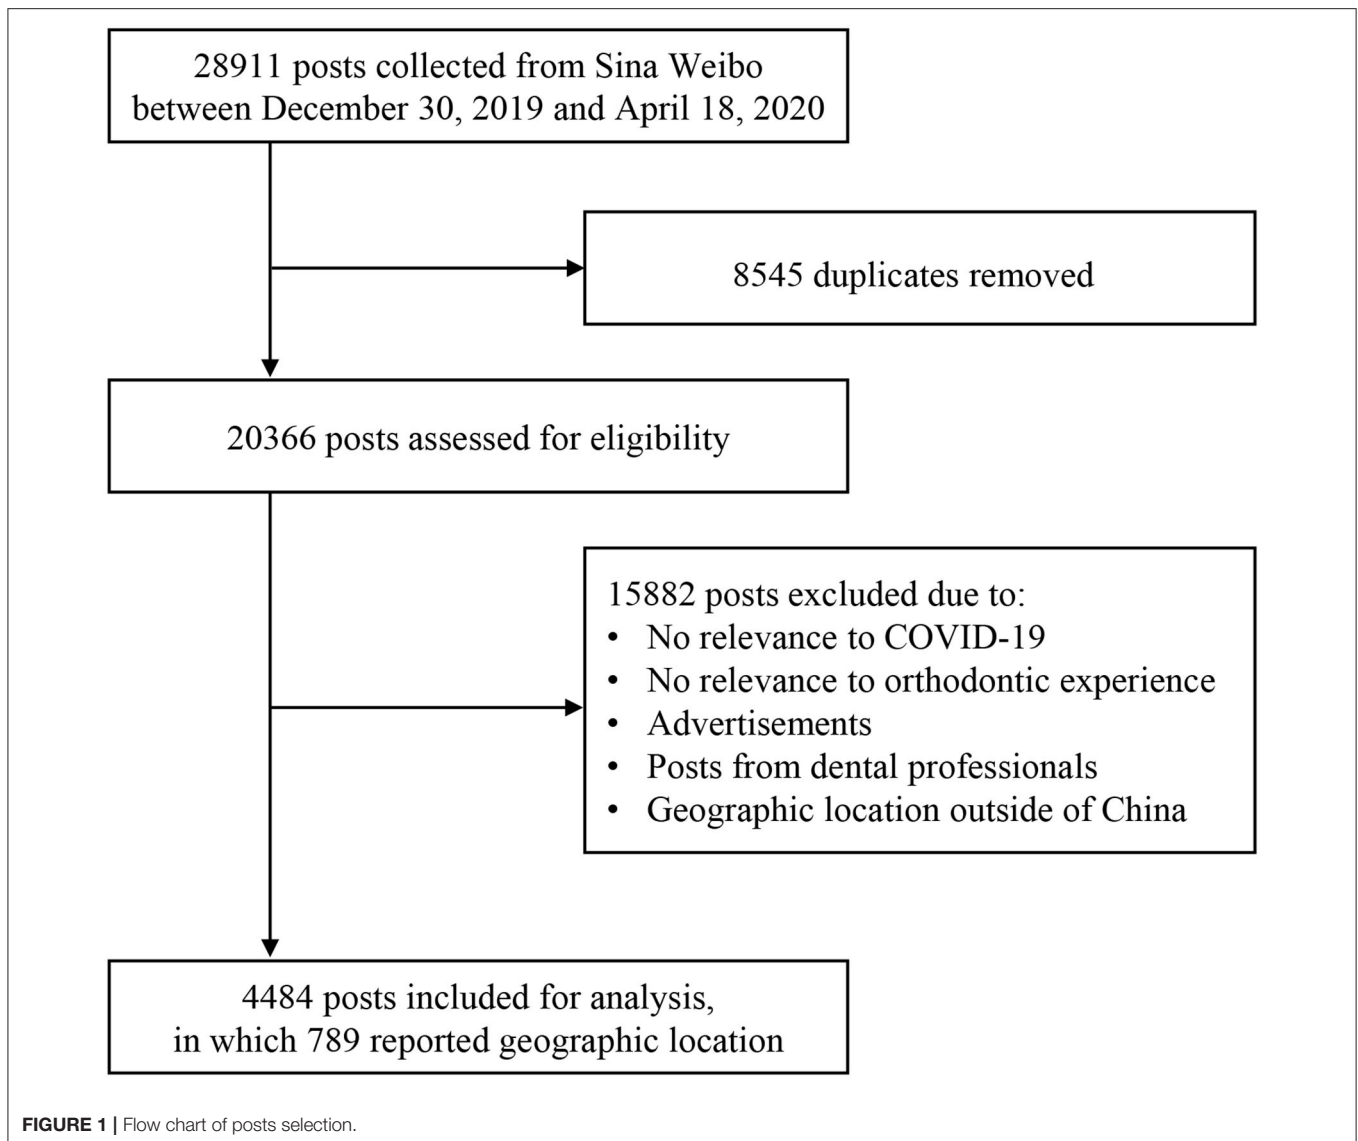 28911 posts collected from Sina Weibo
between December 30, 2019 and April 18, 2020
8545 duplicates removed
20366 posts assessed for eligibility
15882 posts excluded due to:
• No relevance to COVID-19
• No relevance to orthodontic experience
• Advertisements
• Posts from dental professionals
• Geographic location outside of China
4484 posts included for analysis,
in which 789 reported geographic location
FIGURE 1 | Flow chart of posts selection.